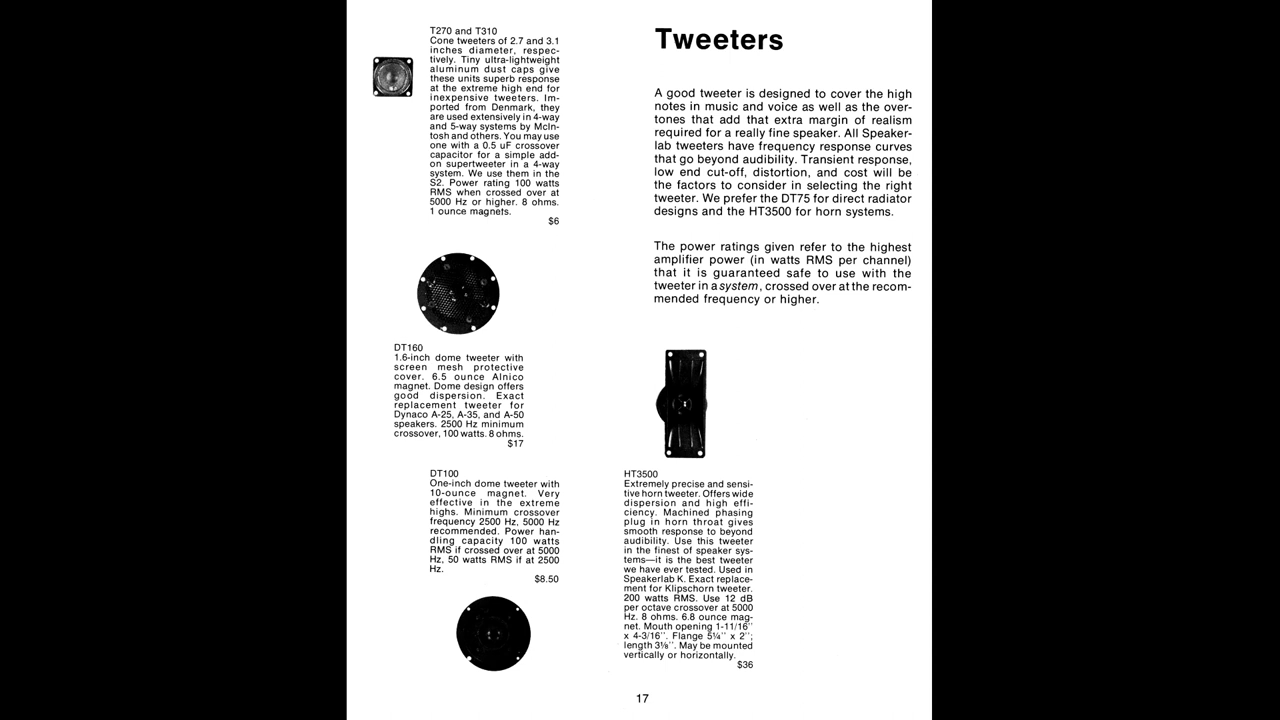 T270 and T310
Cone tweeters of 2.7 and 3.1
inches diameter, respec-
tively. Tiny ultra-lightweight
aluminum dust caps give
these units superb response
at the extreme high end for
inexpensive tweeters. Im-
ported from Denmark, they
are used extensively in 4-way
and 5-way systems by McIn-
tosh and others. You may use
one with a 0.5 uF crossover
capacitor for a simple add-
on supertweeter in a 4-way
system. We use them in the
S2. Power rating 100 watts
RMS when crossed over at
5000 Hz or higher. 8 ohms.
1 ounce magnets.
$6
DT160
1.6-inch dome tweeter with
screen mesh protective
cover. 6.5 ounce Alnico
magnet. Dome design offers
good dispersion. Exact
replacement tweeter for
Dynaco A-25, A-35, and A-50
speakers. 2500 Hz minimum
crossover, 100 watts. 8 ohms.
$17
DT100
One-inch dome tweeter with
10-ounce magnet. Very
effective in the extreme
highs. Minimum crossover
frequency 2500 Hz, 5000 Hz
recommended. Power han-
dling capacity 100 watts
RMS if crossed over at 5000
Hz, 50 watts RMS if at 2500
Hz.
$8.50
Tweeters
A good tweeter is designed to cover the high
notes in music and voice as well as the over-
tones that add that extra margin of realism
required for a really fine speaker. All Speaker-
lab tweeters have frequency response curves
that go beyond audibility. Transient response,
low end cut-off, distortion, and cost will be
the factors to consider in selecting the right
tweeter. We prefer the DT75 for direct radiator
designs and the HT3500 for horn systems.
The power ratings given refer to the highest
amplifier power (in watts RMS per channel)
that it is guaranteed safe to use with the
tweeter in a system, crossed over at the recom-
mended frequency or higher.
HT3500
Extremely precise and sensi-
tive horn tweeter. Offers wide
dispersion and high effi-
ciency. Machined phasing
plug in horn throat gives
smooth response to beyond
audibility. Use this tweeter
in the finest of speaker sys-
tems—it is the best tweeter
we have ever tested. Used in
Speakerlab K. Exact replace-
ment for Klipschorn tweeter.
200 watts RMS. Use 12 dB
per octave crossover at 5000
Hz. 8 ohms. 6.8 ounce mag-
net. Mouth opening 1-11/16''
x 4-3/16''. Flange 5¼'' x 2'';
length 3⅛''. May be mounted
vertically or horizontally.
$36
17